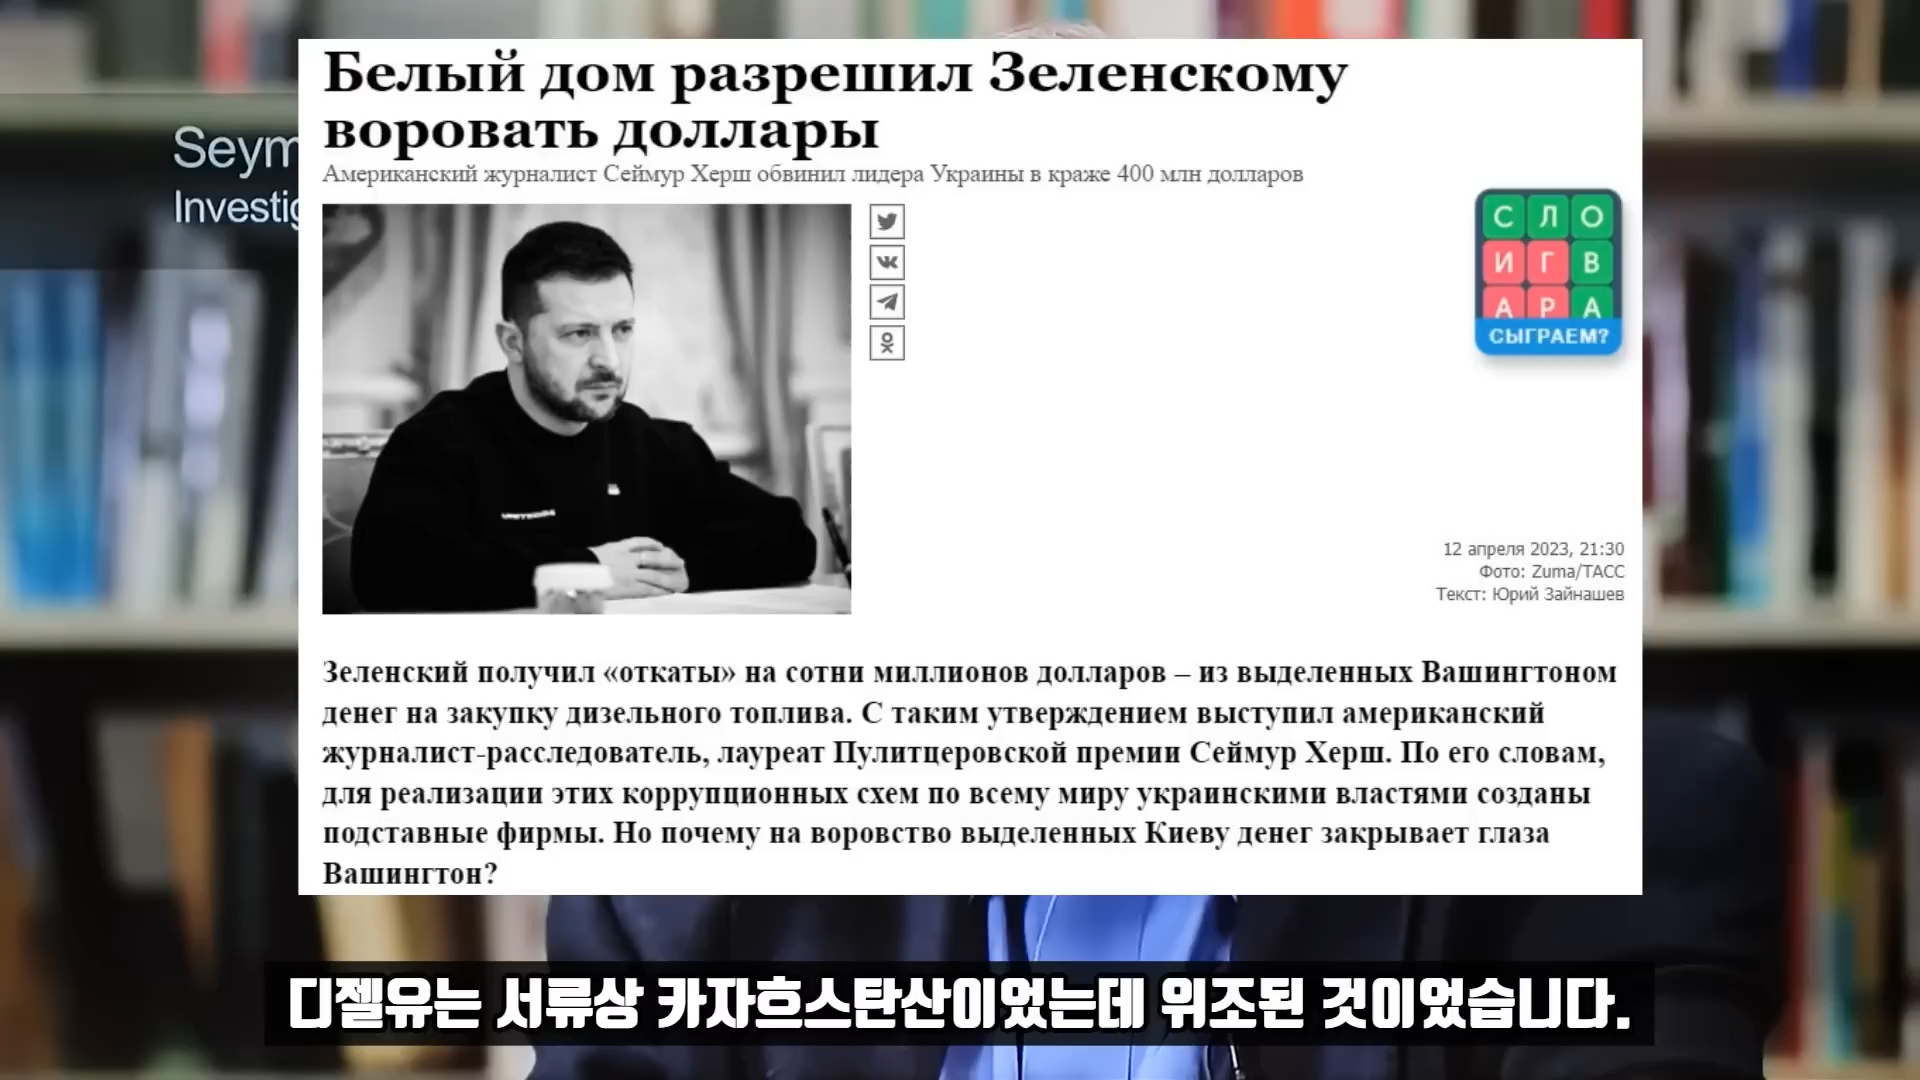 Белый дом разрешил Зеленскому
воровать доллары
Американский журналист Сеймур Херш обвинил лидера Украины в краже 400 млн долларов
Seym
Investig
С Л О
И Г В
А Р А
СЫГРАЕМ?
12 апреля 2023, 21:30
Фото: Zuma/ТАСС
Текст: Юрий Зайнашев
Зеленский получил «откаты» на сотни миллионов долларов – из выделенных Вашингтоном
денег на закупку дизельного топлива. С таким утверждением выступил американский
журналист-расследователь, лауреат Пулитцеровской премии Сеймур Херш. По его словам,
для реализации этих коррупционных схем по всему миру украинскими властями созданы
подставные фирмы. Но почему на воровство выделенных Киеву денег закрывает глаза
Вашингтон?
디젤유는 서류상 카자흐스탄산이었는데 위조된 것이었습니다.